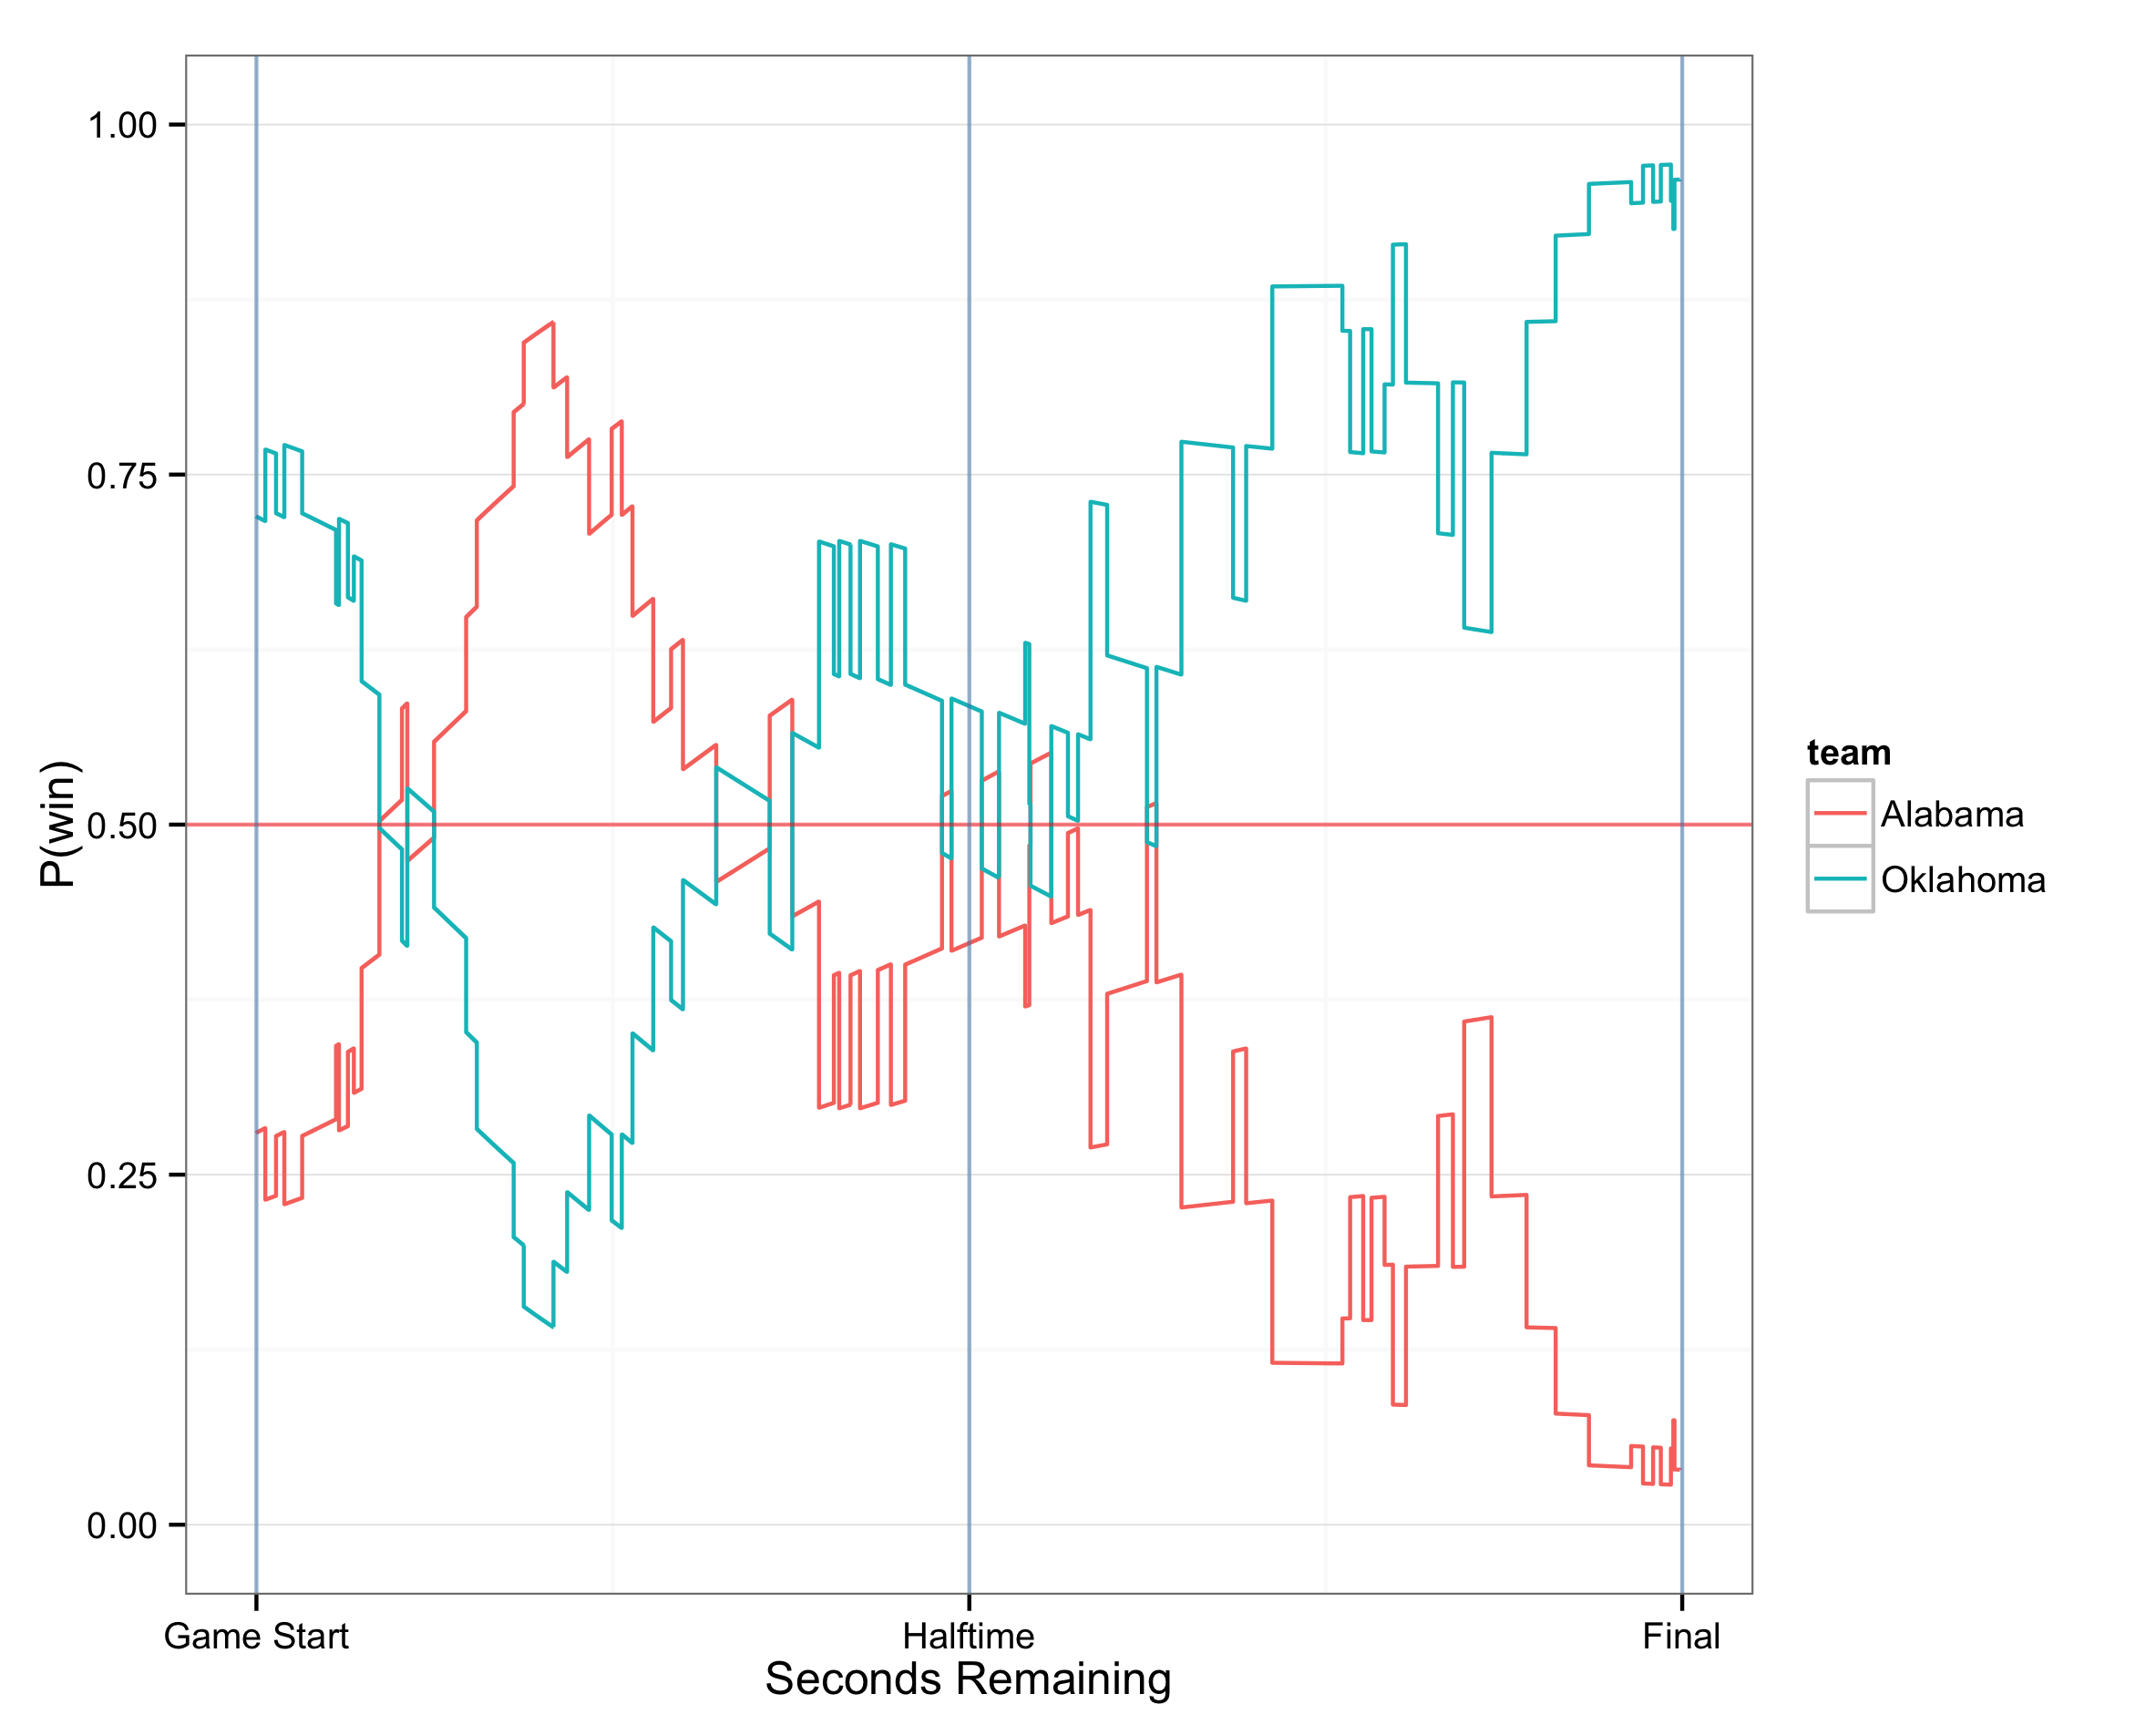 1.00
0.75
0.50
0.25
0.00
P(win)
Game Start
Halftime
Final
Seconds Remaining
team
Alabama
Oklahoma